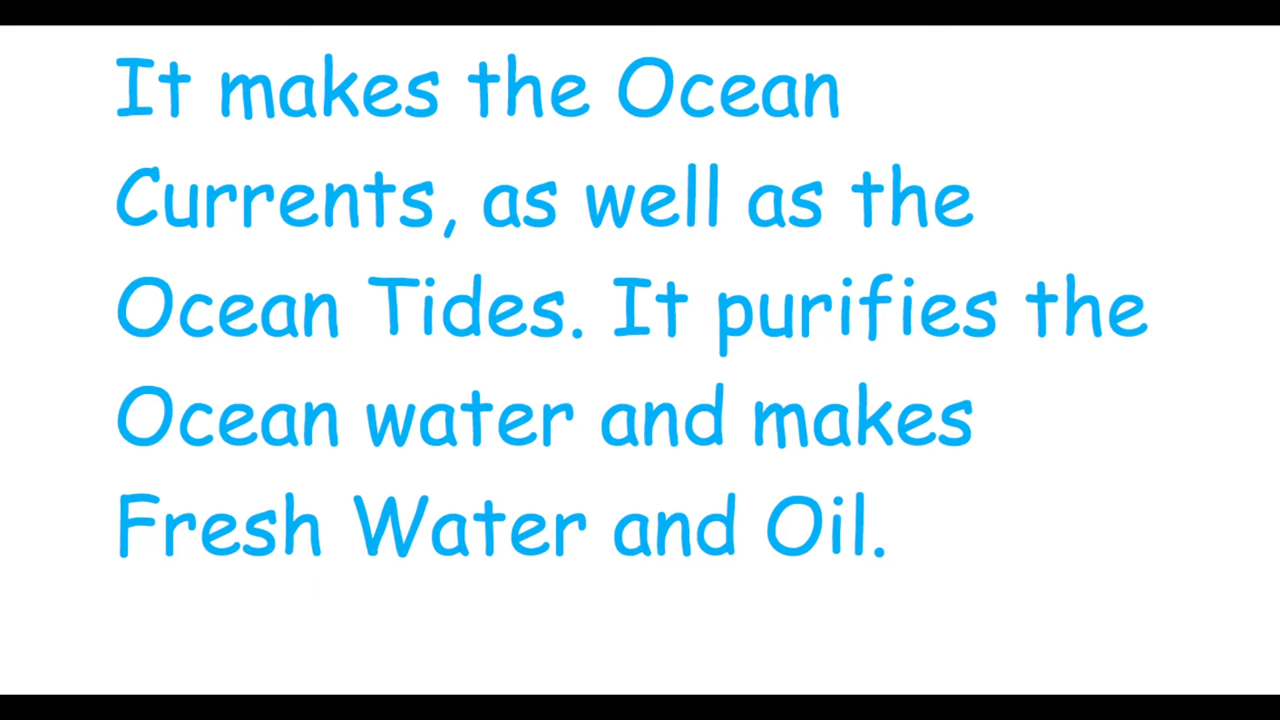 It makes the Ocean
Currents, as well as the
Ocean Tides. It purifies the
Ocean water and makes
Fresh Water and Oil.